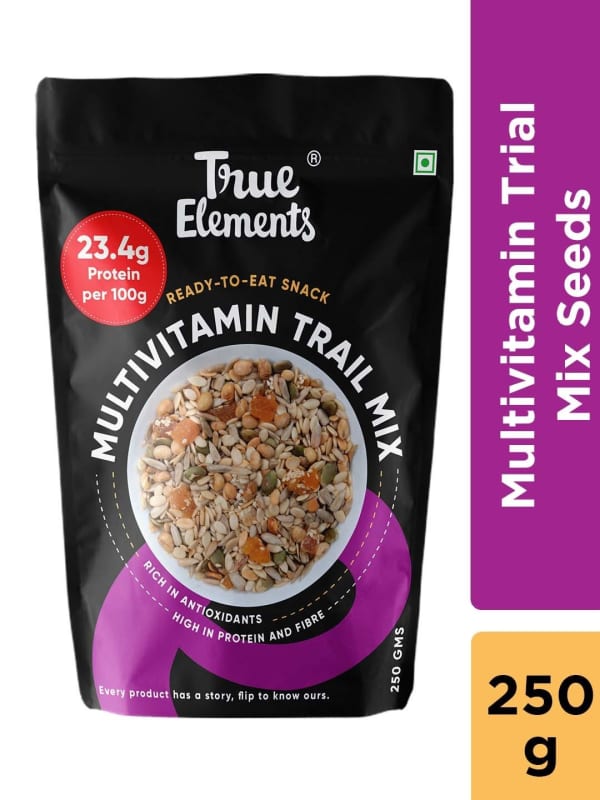 True
Elements
®
23.4g
Protein
per 100g
READY-TO-EAT SNACK
MULTIVITAMIN TRAIL MIX
RICH IN ANTIOXIDANTS
HIGH IN PROTEIN AND FIBRE
250 GMS
Every product has a story, flip to know ours.
Multivitamin Trial
Mix Seeds
250
g